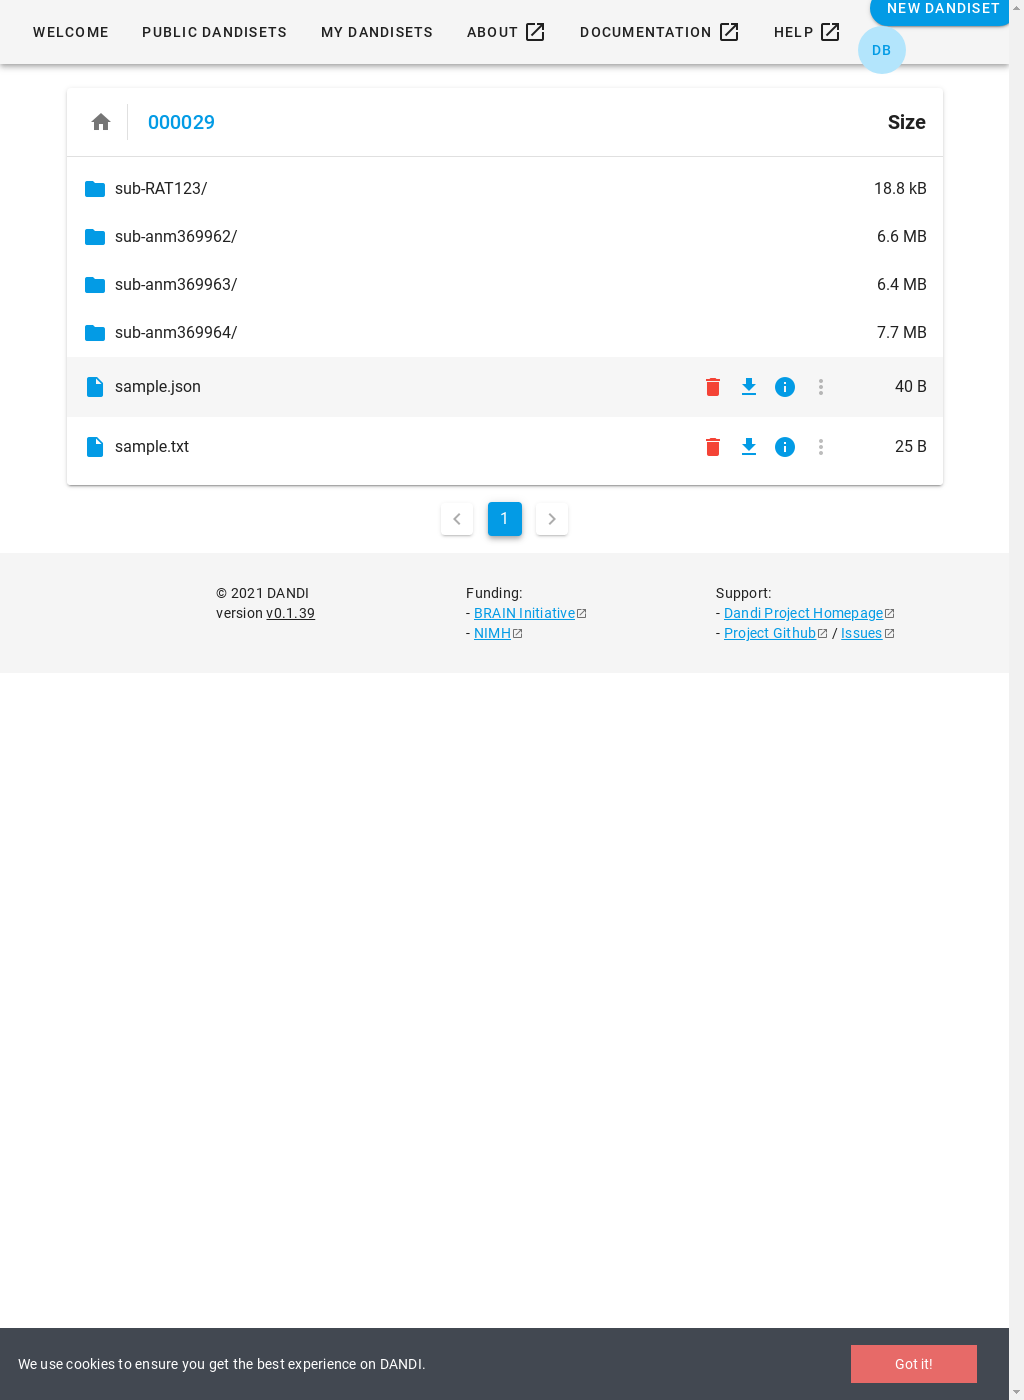 NEW DANDISET
WELCOME PUBLIC DANDISETS MY DANDISETS ABOUT DOCUMENTATION HELP
DB
000029 Size
sub-RAT123/ 18.8 kB
sub-anm369962/ 6.6 MB
sub-anm369963/ 6.4 MB
sub-anm369964/ 7.7 MB
sample.json 40 B
sample.txt 25 B
1
© 2021 DANDI
version v0.1.39
Funding:
- BRAIN Initiative
- NIMH
Support:
- Dandi Project Homepage
- Project Github / Issues
We use cookies to ensure you get the best experience on DANDI. Got it!